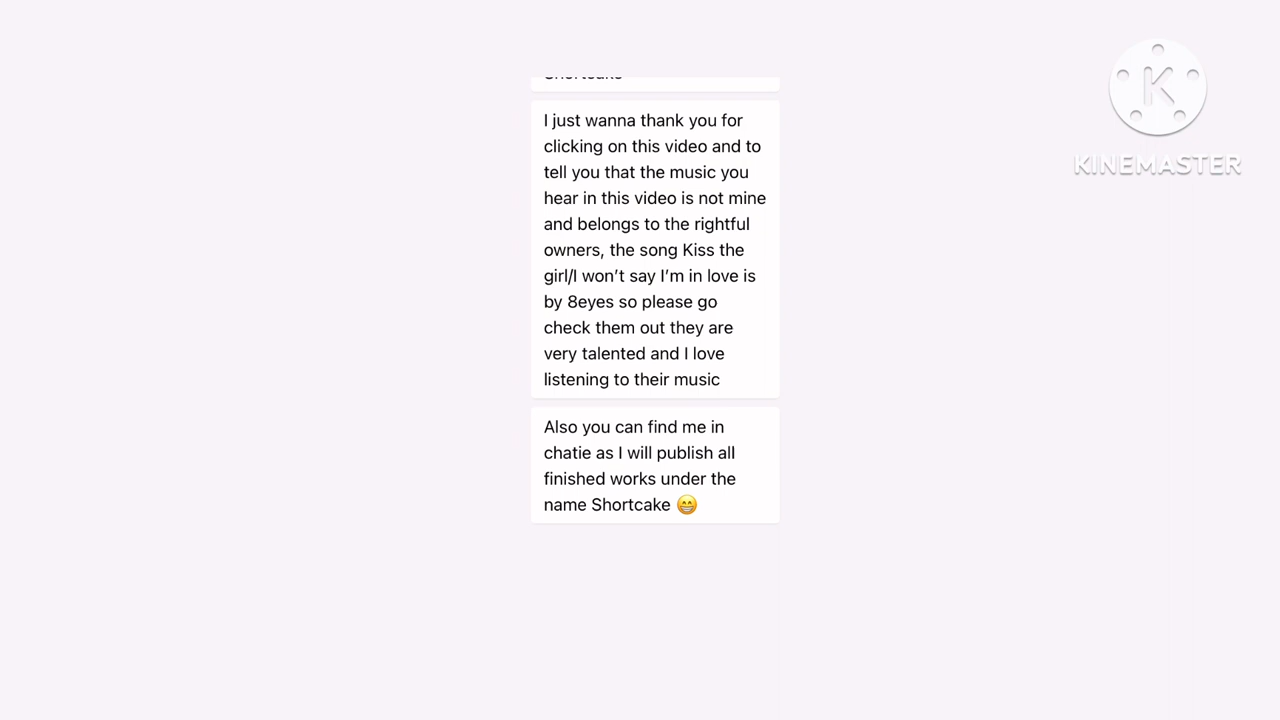 I just wanna thank you for
clicking on this video and to
tell you that the music you
hear in this video is not mine
and belongs to the rightful
owners, the song Kiss the
girl/I won’t say I’m in love is
by 8eyes so please go
check them out they are
very talented and I love
listening to their music
Also you can find me in
chatie as I will publish all
finished works under the
name Shortcake 😁
K
KINEMASTER